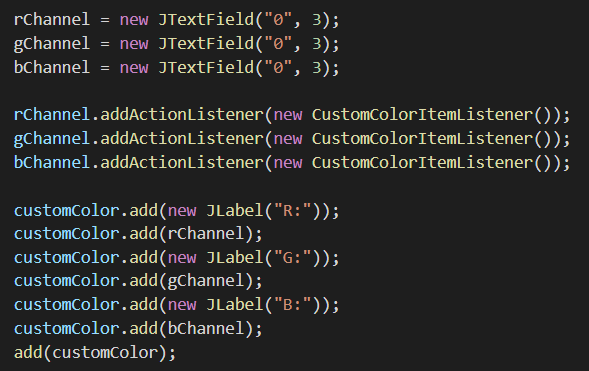 rChannel = new JTextField("0", 3);
gChannel = new JTextField("0", 3);
bChannel = new JTextField("0", 3);
rChannel.addActionListener(new CustomColorItemListener());
gChannel.addActionListener(new CustomColorItemListener());
bChannel.addActionListener(new CustomColorItemListener());
customColor.add(new JLabel("R:"));
customColor.add(rChannel);
customColor.add(new JLabel("G:"));
customColor.add(gChannel);
customColor.add(new JLabel("B:"));
customColor.add(bChannel);
add(customColor);